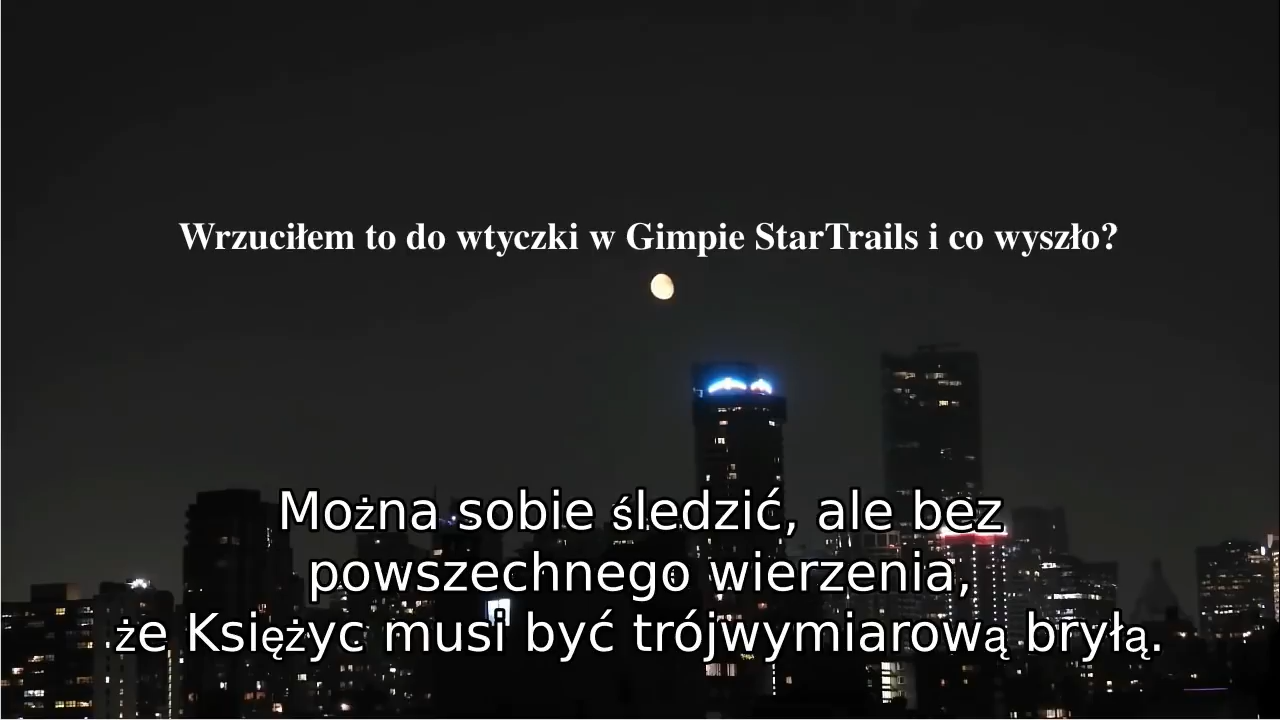 Wrzuciłem to do wtyczki w Gimpie StarTrails i co wyszło?
Można sobie śledzić, ale bez
powszechnego wierzenia,
że Księżyc musi być trójwymiarową bryłą.